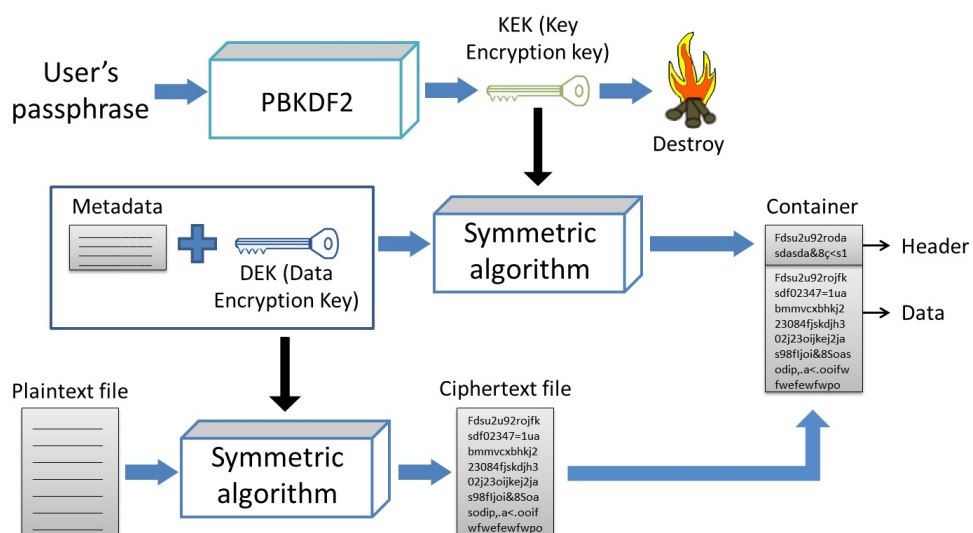 KEK (Key
Encryption key)
User's
passphrase
PBKDF2
Destroy
Metadada
DEK (Data
Encryption Key)
Symmetric
algorithm
Container
Fdsu2u92roda
sdasda&8ç<s1
Header
Fdsu2u92rojfk
sdf02347=1ua
bmmvcxbhkj2
23084fjskdjh3
02j23oijkej2ja
s98fIjoi&8Soas
odip,.a<.ooifw
fwefewfwpo
Data
Plaintext file
Symmetric
algorithm
Ciphertext file
Fdsu2u92rojfk
sdf02347=1ua
bmmvcxbhkj2
23084fjskdjh3
02j23oijkej2ja
s98fIjoi&8Soa
sodip,.a<.ooif
wfwefewfwpo